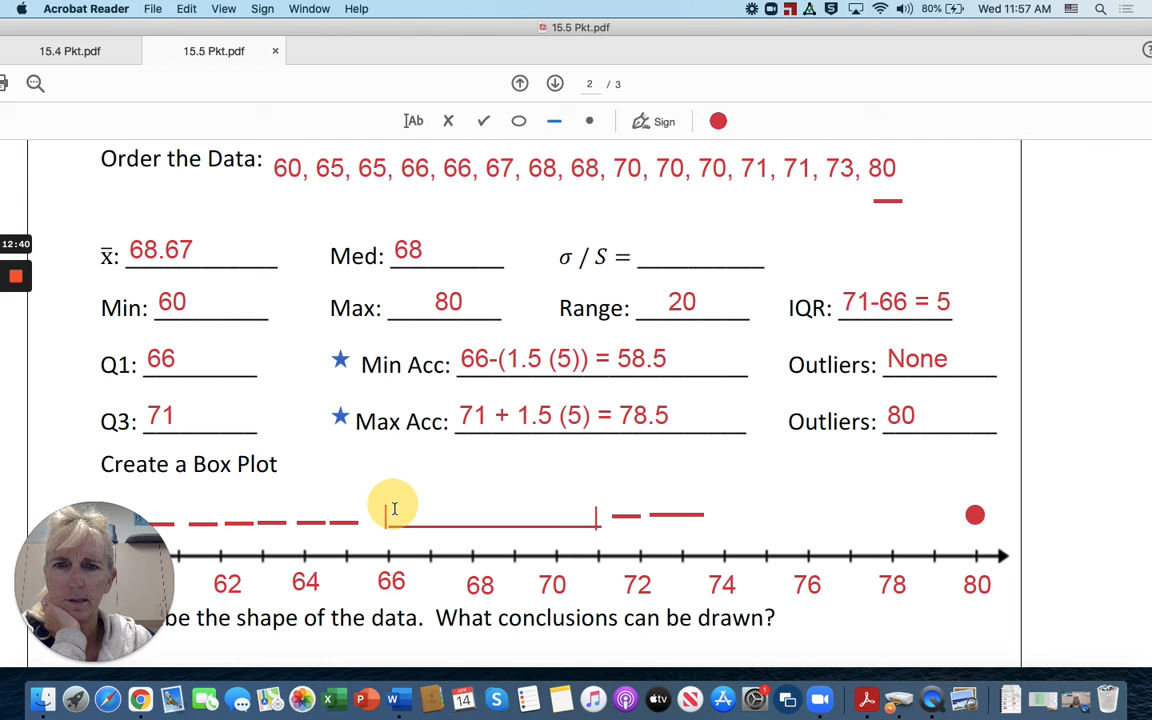 Acrobat Reader File Edit View Sign Window Help 80% Wed 11:57 AM
15.5 Pkt.pdf
15.4 Pkt.pdf 15.5 Pkt.pdf ×
2 / 3
Ab Sign
Order the Data: 60, 65, 65, 66, 66, 67, 68, 68, 70, 70, 70, 71, 71, 73, 80
12:40
x̅: 68.67 Med: 68 σ / S = ____________
Min: 60 Max: 80 Range: 20 IQR: 71-66 = 5
Q1: 66 ★ Min Acc: 66-(1.5 (5)) = 58.5 Outliers: None
Q3: 71 ★ Max Acc: 71 + 1.5 (5) = 78.5 Outliers: 80
Create a Box Plot
62 64 66 68 70 72 74 76 78 80
be the shape of the data. What conclusions can be drawn?
APR 14 1